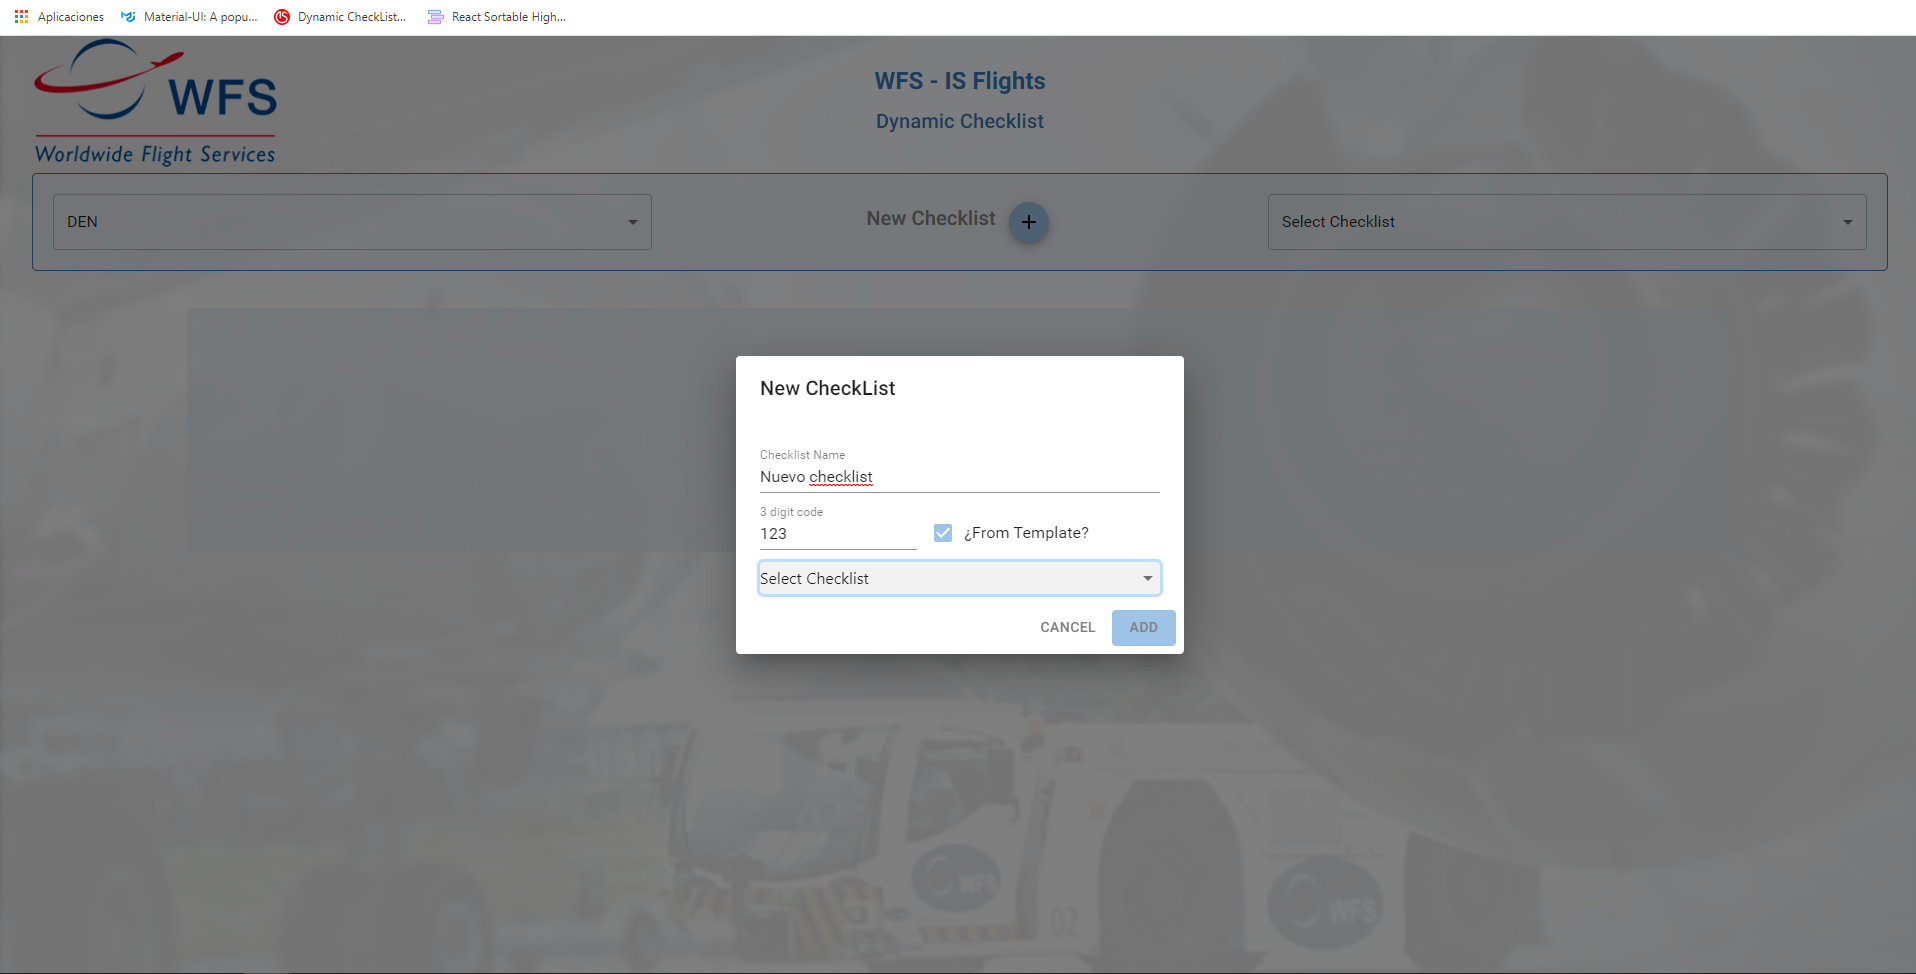 Aplicaciones
Material-UI: A popu...
Dynamic CheckList...
React Sortable High...
WFS
Worldwide Flight Services
WFS - IS Flights
Dynamic Checklist
DEN
New Checklist
Select Checklist
New CheckList
Checklist Name
Nuevo checklist
3 digit code
123
¿From Template?
Select Checklist
CANCEL
ADD
WFS
02
WFS